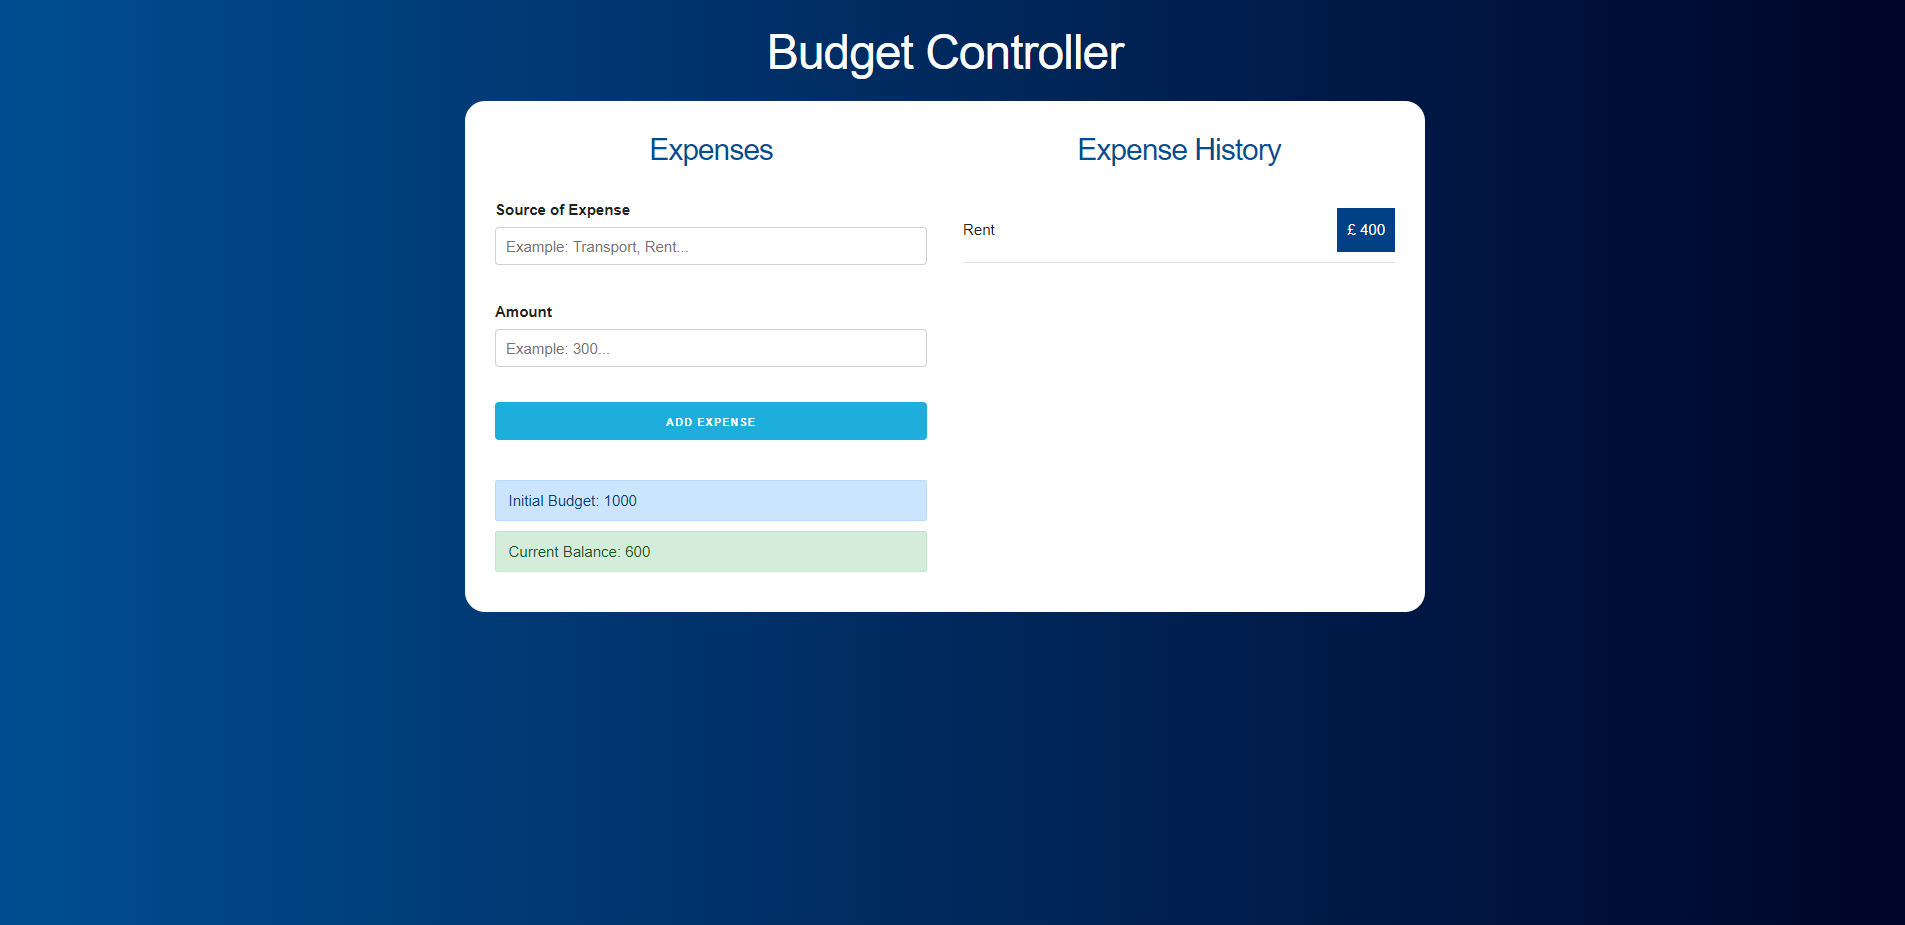 Budget Controller
Expenses
Source of Expense
Example: Transport, Rent...
Amount
Example: 300...
ADD EXPENSE
Initial Budget: 1000
Current Balance: 600
Expense History
Rent
£ 400